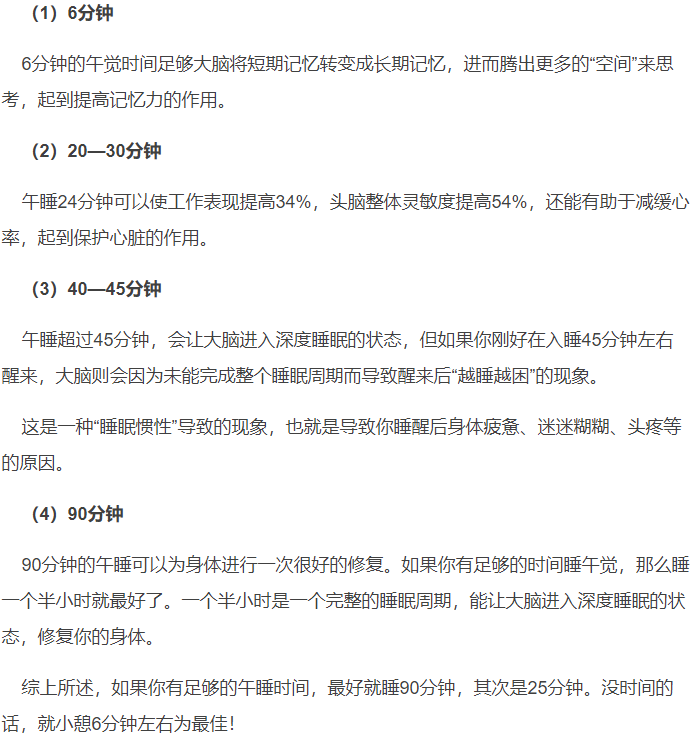 （1）6分钟
6分钟的午觉时间足够大脑将短期记忆转变成长期记忆，进而腾出更多的“空间”来思
考，起到提高记忆力的作用。
（2）20—30分钟
午睡24分钟可以使工作表现提高34%，头脑整体灵敏度提高54%，还能有助于减缓心
率，起到保护心脏的作用。
（3）40—45分钟
午睡超过45分钟，会让大脑进入深度睡眠的状态，但如果你刚好在入睡45分钟左右
醒来，大脑则会因为未能完成整个睡眠周期而导致醒来后“越睡越困”的现象。
这是一种“睡眠惯性”导致的现象，也就是导致你睡醒后身体疲惫、迷迷糊糊、头疼等
的原因。
（4）90分钟
90分钟的午睡可以为身体进行一次很好的修复。如果你有足够的时间睡午觉，那么睡
一个半小时就最好了。一个半小时是一个完整的睡眠周期，能让大脑进入深度睡眠的状
态，修复你的身体。
综上所述，如果你有足够的午睡时间，最好就睡90分钟，其次是25分钟。没时间的
话，就小憩6分钟左右为最佳！